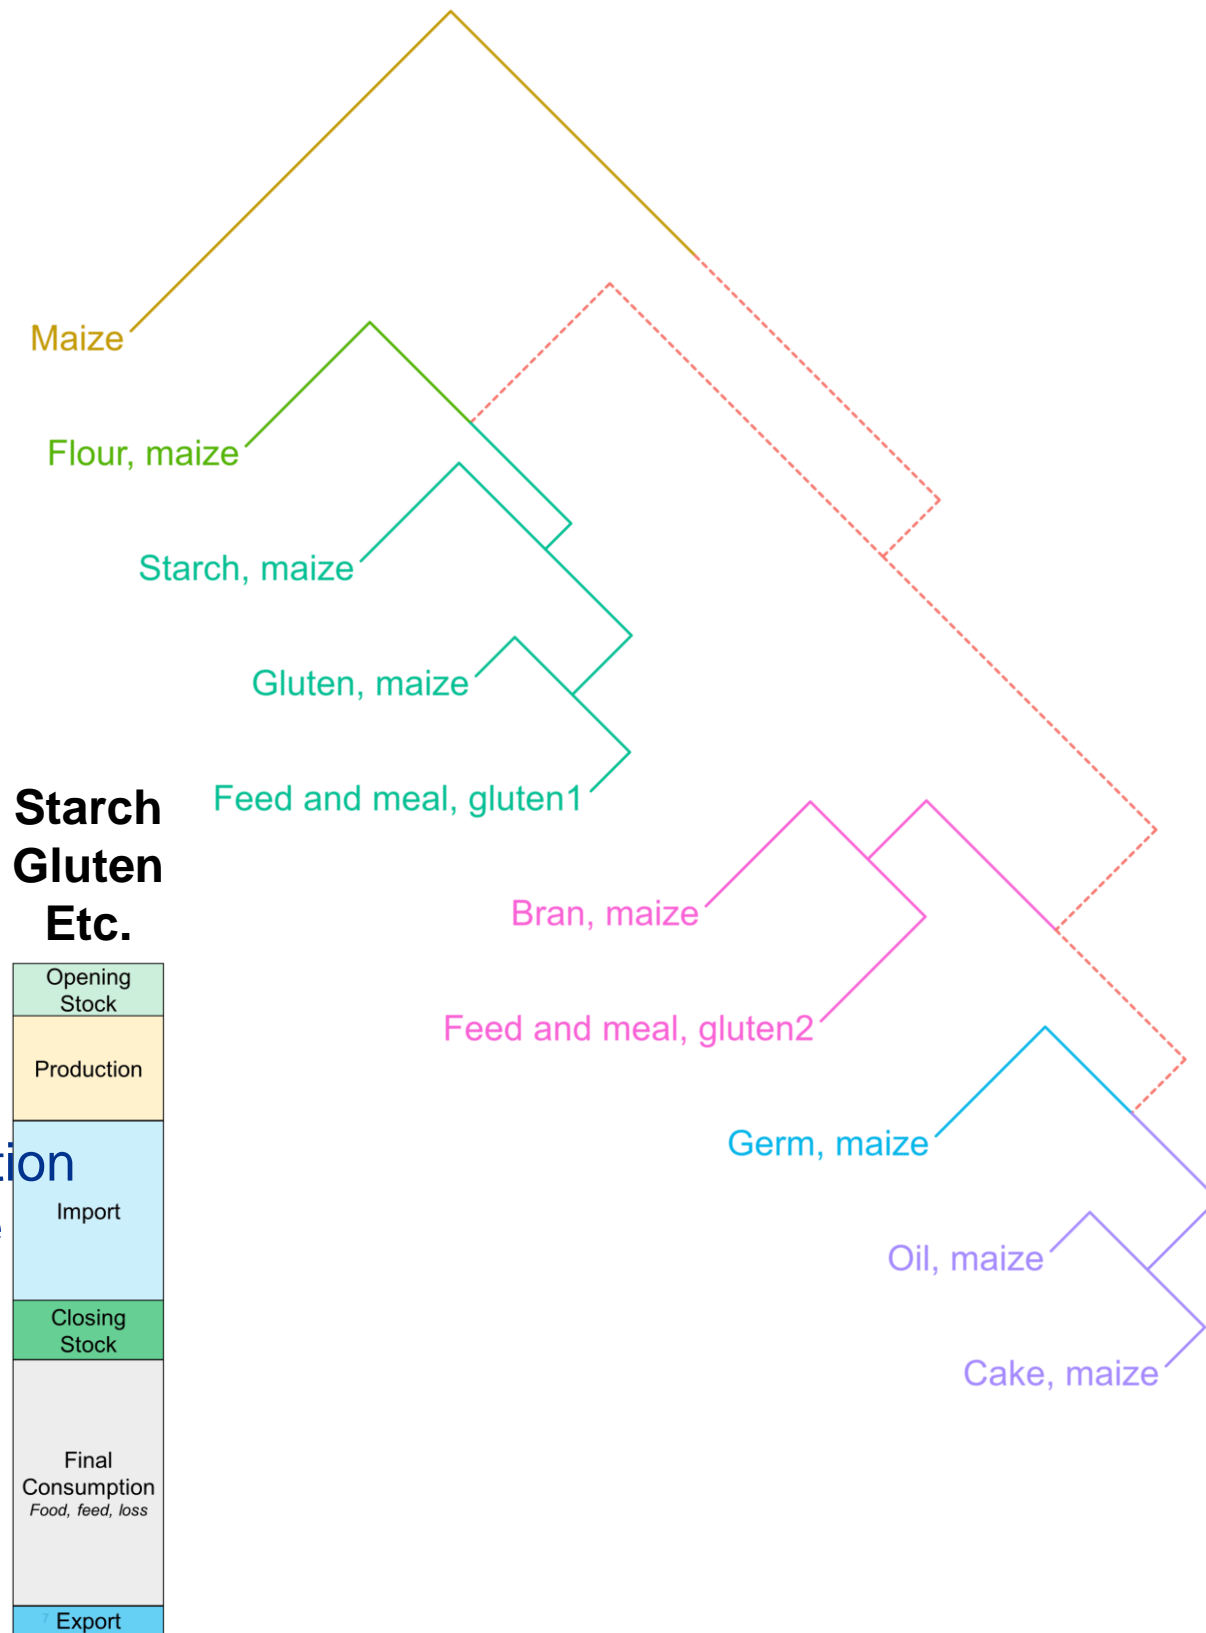 Maize
Flour, maize
Starch, maize
Gluten, maize
Feed and meal, gluten1
Starch
Gluten
Etc.
Bran, maize
Feed and meal, gluten2
Germ, maize
Oil, maize
Cake, maize
Opening
Stock
Production
tion
Import
Closing
Stock
Final
Consumption
Food, feed, loss
7
Export